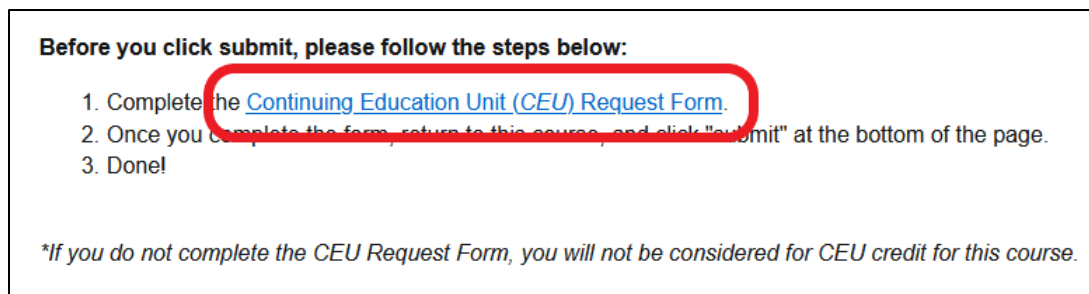 Before you click submit, please follow the steps below:
1. Complete the Continuing Education Unit (CEU) Request Form.
2. Once you complete the form, return to this course, and click "submit" at the bottom of the page.
3. Done!
*If you do not complete the CEU Request Form, you will not be considered for CEU credit for this course.